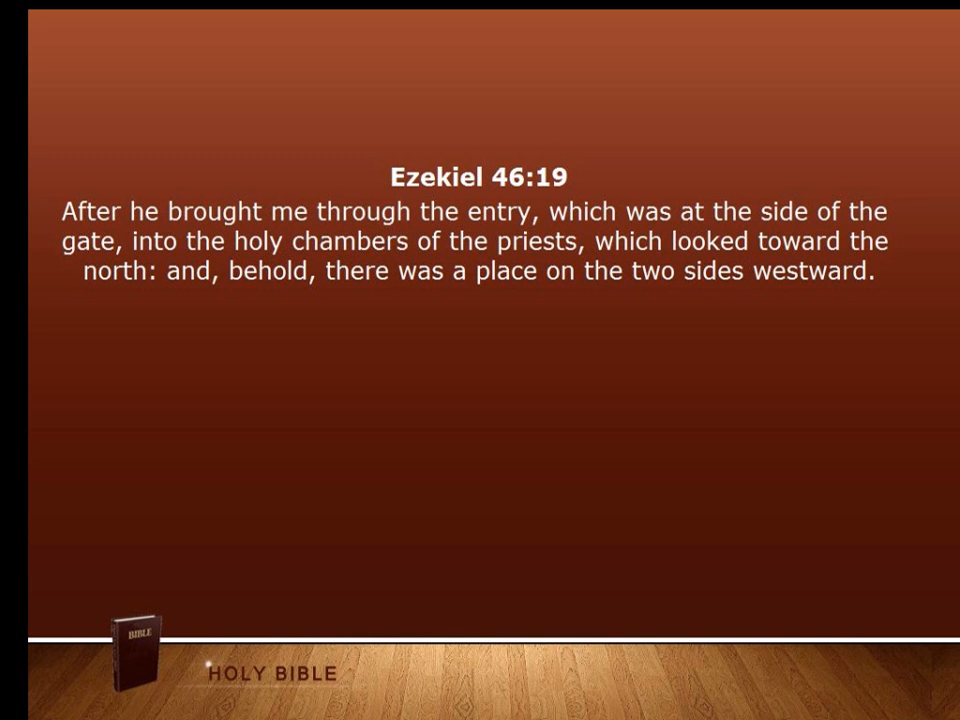 Ezekiel 46:19
After he brought me through the entry, which was at the side of the
gate, into the holy chambers of the priests, which looked toward the
north: and, behold, there was a place on the two sides westward.
BIBLE
HOLY BIBLE